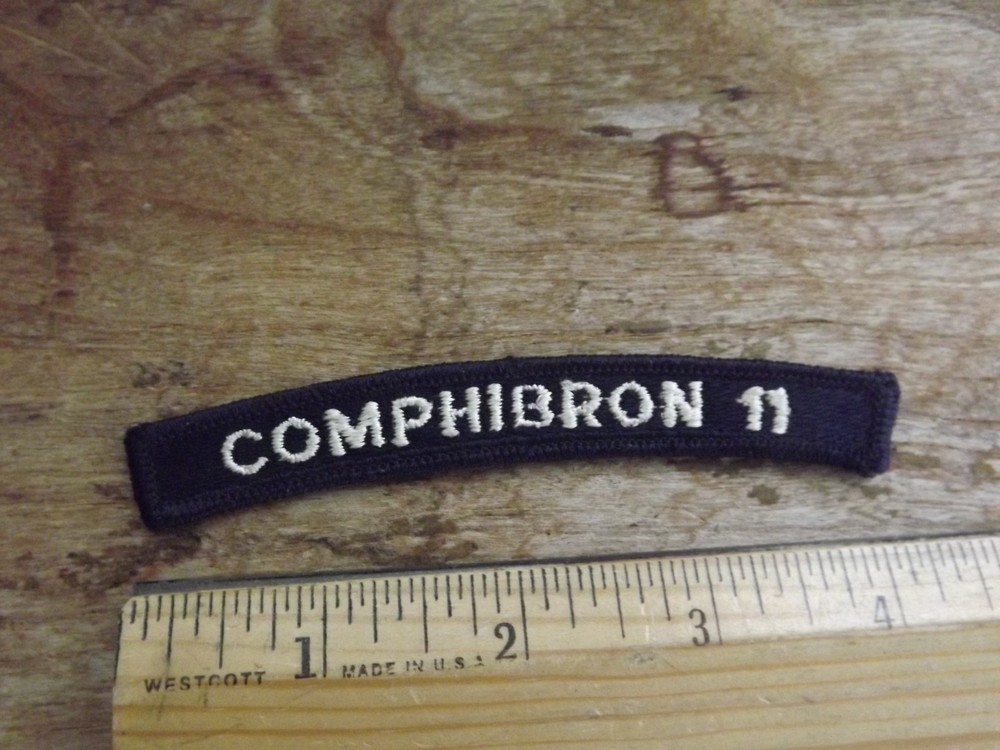 COMPHIBRON 11
1 2 3 4
WESTCOTT MADE IN U.S.A